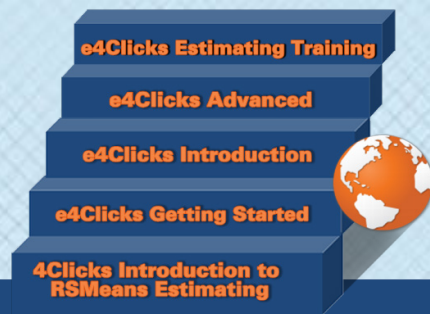 e4Clicks Estimating Training
e4Clicks Advanced
e4Clicks Introduction
e4Clicks Getting Started
4Clicks Introduction to
RSMeans Estimating